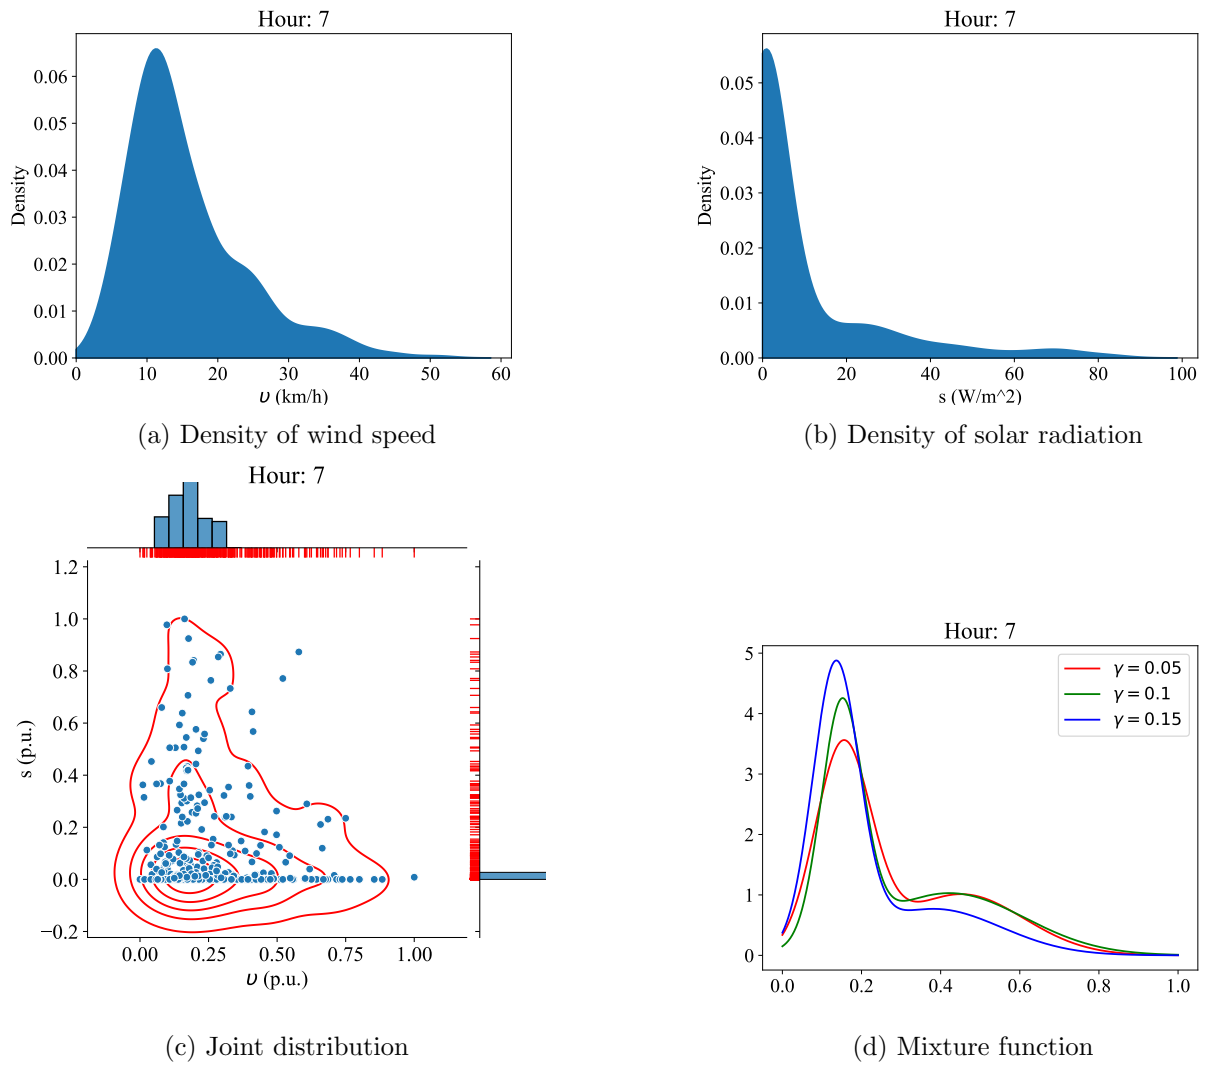 Hour: 7
Density
0.06
0.05
0.04
0.03
0.02
0.01
0.00
0 10 20 30 40 50 60
υ (km/h)
(a) Density of wind speed
Hour: 7
Density
0.05
0.04
0.03
0.02
0.01
0.00
0 20 40 60 80 100
s (W/m^2)
(b) Density of solar radiation
Hour: 7
s (p.u.)
1.2
1.0
0.8
0.6
0.4
0.2
0.0
−0.2
0.00 0.25 0.50 0.75 1.00
υ (p.u.)
(c) Joint distribution
Hour: 7
5
4
3
2
1
0
γ = 0.05
γ = 0.1
γ = 0.15
0.0 0.2 0.4 0.6 0.8 1.0
(d) Mixture function